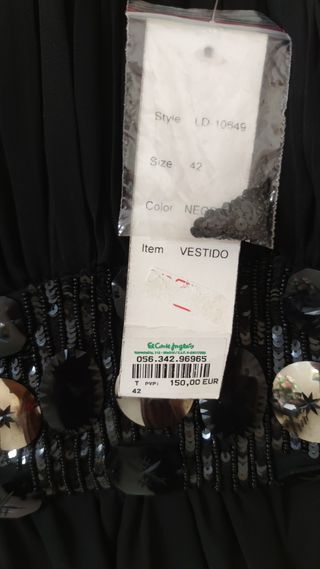 Style LD-10649
Size 42
Color NEG
Item VESTIDO
El Corte Inglés
056.342.96965
T PVP: 150,00 EUR
42